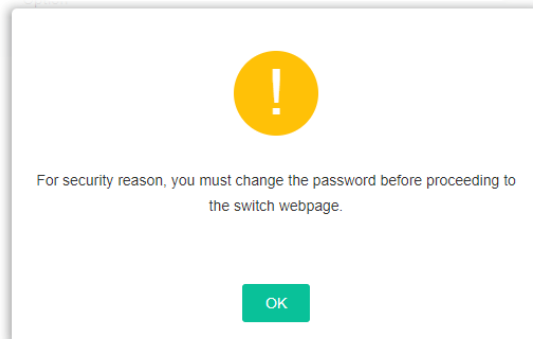 !
For security reason, you must change the password before proceeding to
the switch webpage.
OK